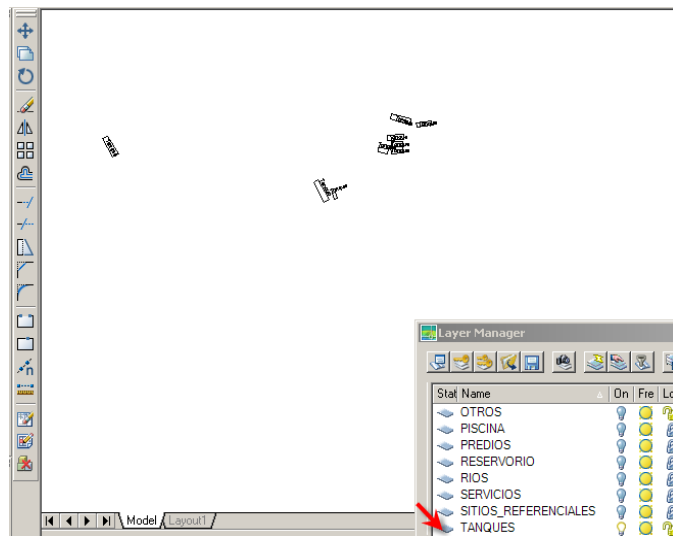 Layer Manager
Stat Name On Fre Lo
OTROS
PISCINA
PREDIOS
RESERVORIO
RIOS
SERVICIOS
SITIOS_REFERENCIALES
TANQUES
Model Layout1